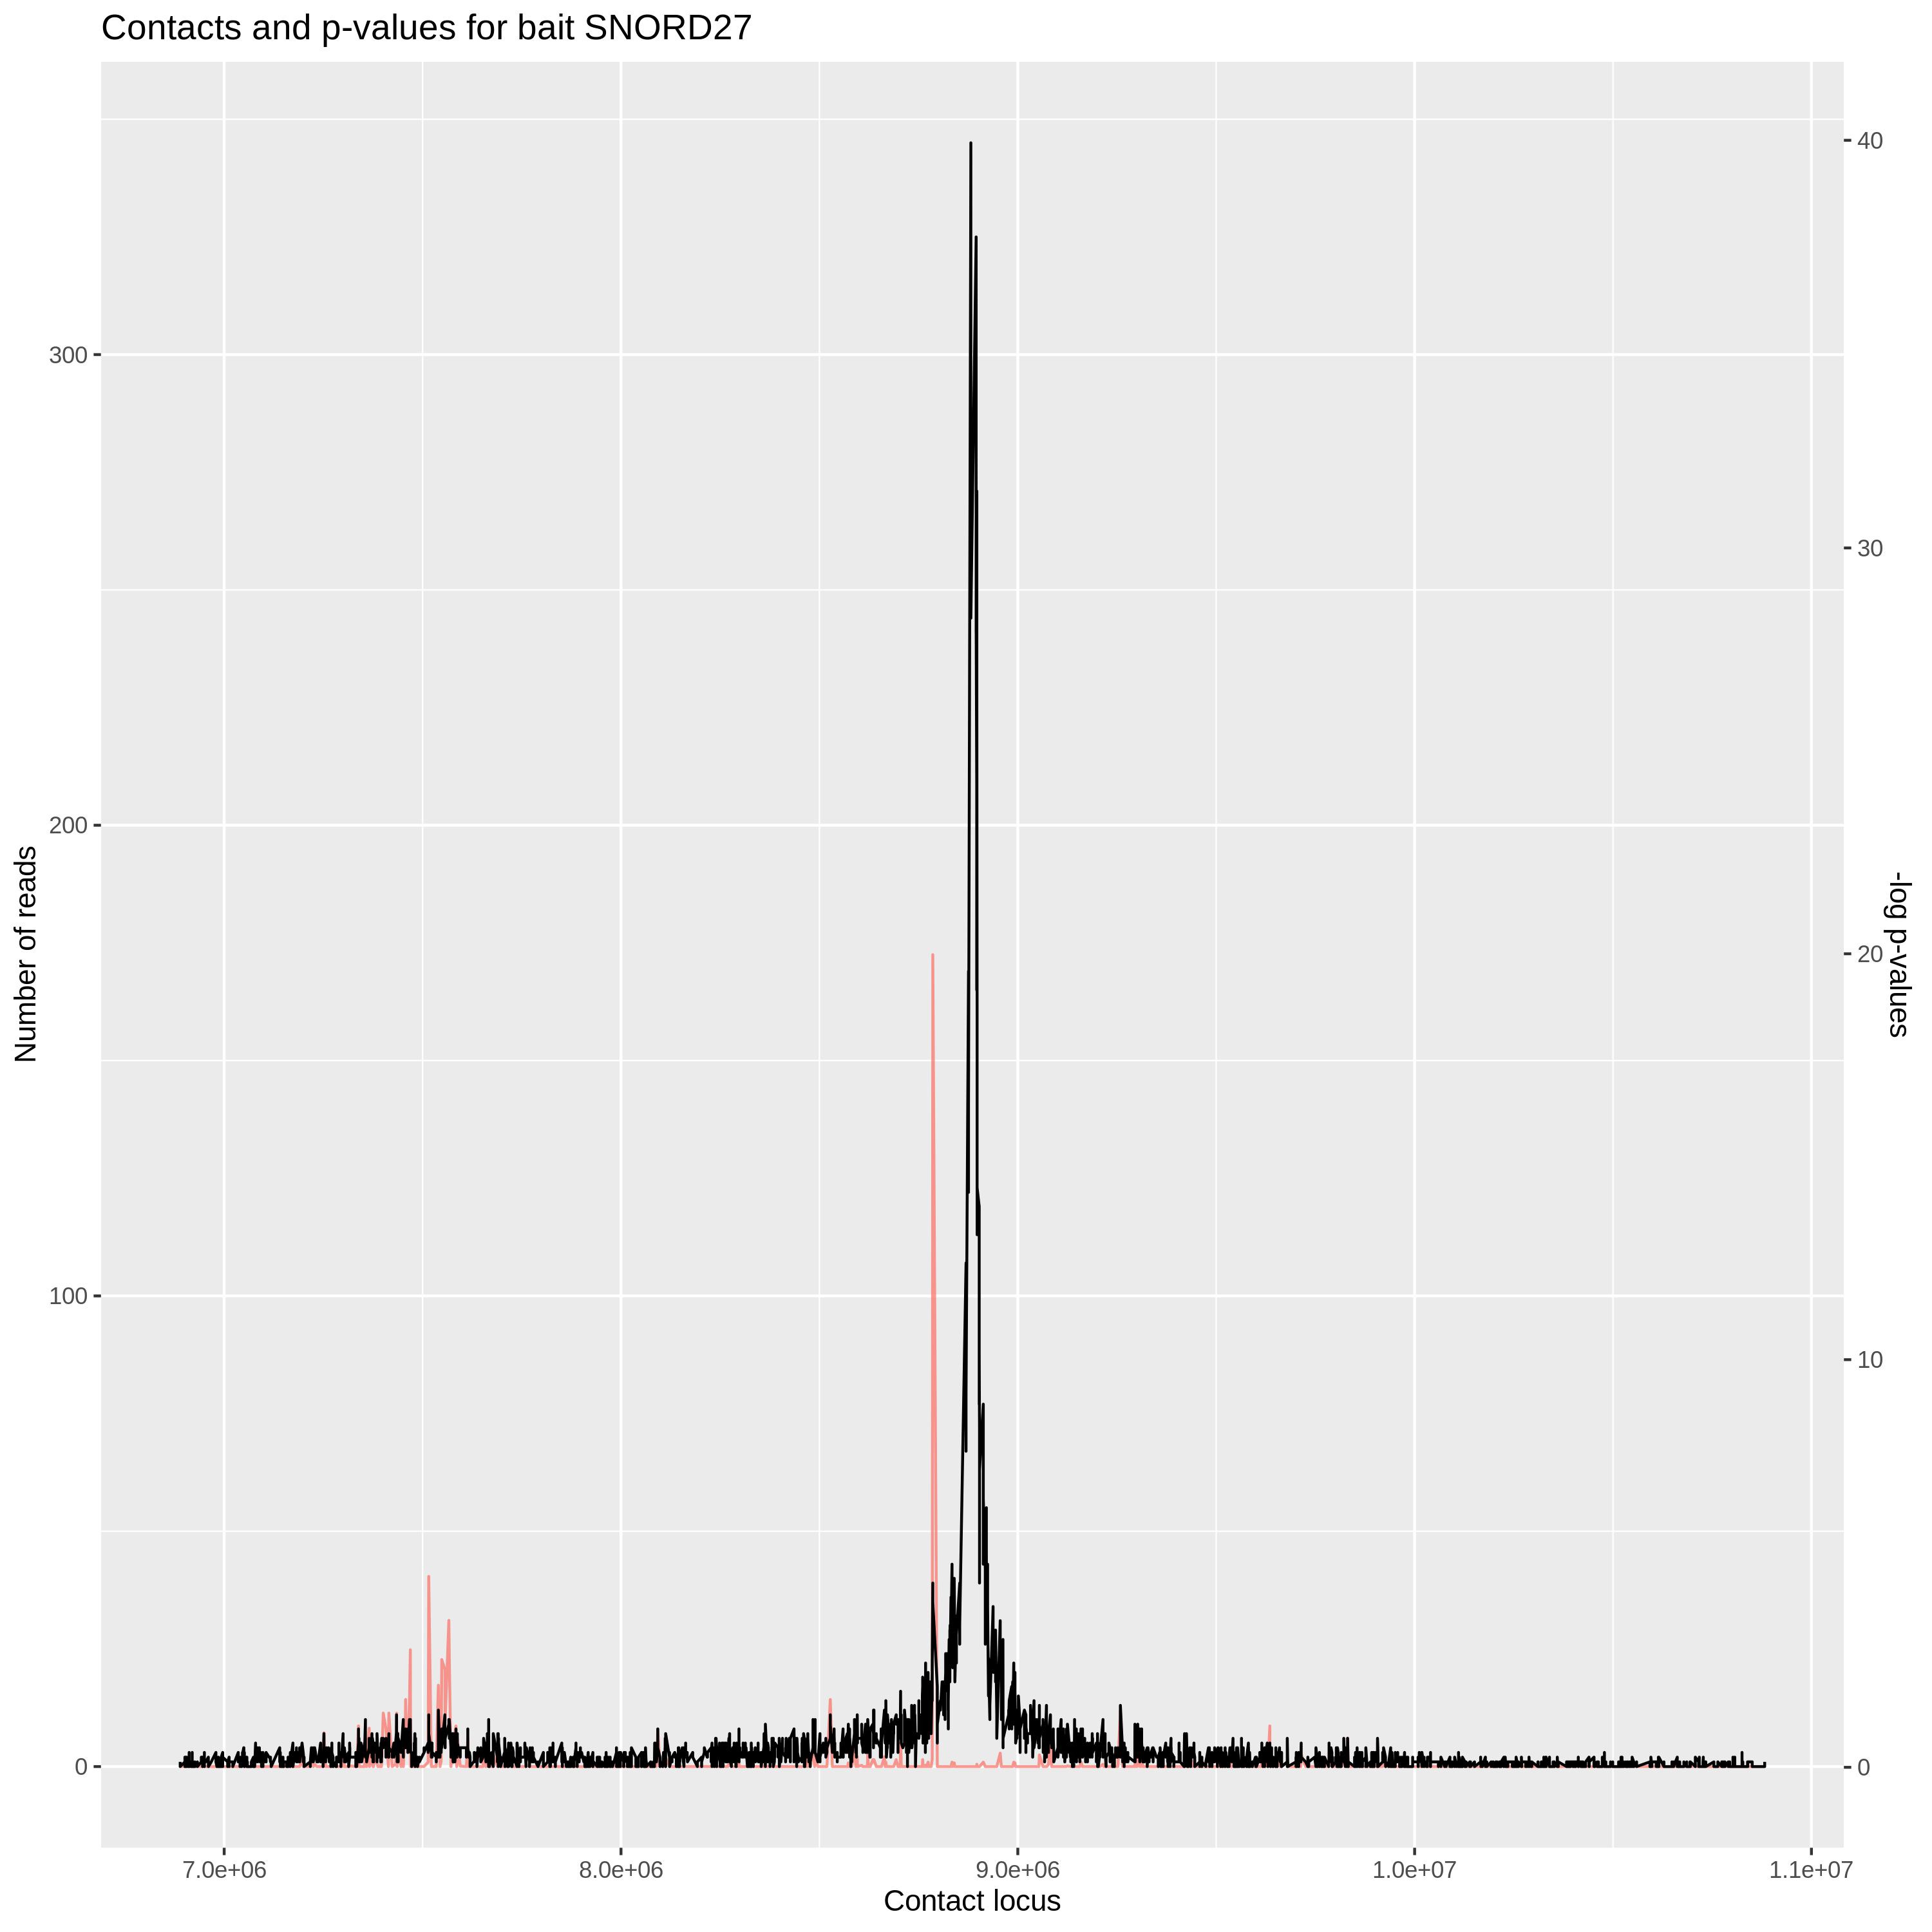 Contacts and p-values for bait SNORD27
300
200
100
0
Number of reads
40
30
20
10
0
-log p-values
7.0e+06
8.0e+06
9.0e+06
1.0e+07
1.1e+07
Contact locus